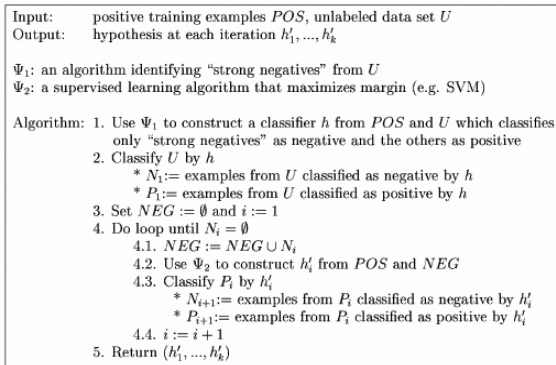 Input: positive training examples POS, unlabeled data set U
Output: hypothesis at each iteration h′₁, ..., h′ₖ
Ψ₁: an algorithm identifying “strong negatives” from U
Ψ₂: a supervised learning algorithm that maximizes margin (e.g. SVM)
Algorithm: 1. Use Ψ₁ to construct a classifier h from POS and U which classifies
only “strong negatives” as negative and the others as positive
2. Classify U by h
* N₁:= examples from U classified as negative by h
* P₁:= examples from U classified as positive by h
3. Set NEG := ∅ and i := 1
4. Do loop until Nᵢ = ∅
4.1. NEG := NEG ∪ Nᵢ
4.2. Use Ψ₂ to construct h′ᵢ from POS and NEG
4.3. Classify Pᵢ by h′ᵢ
* Nᵢ₊₁:= examples from Pᵢ classified as negative by h′ᵢ
* Pᵢ₊₁:= examples from Pᵢ classified as positive by h′ᵢ
4.4. i := i + 1
5. Return (h′₁, ..., h′ₖ)